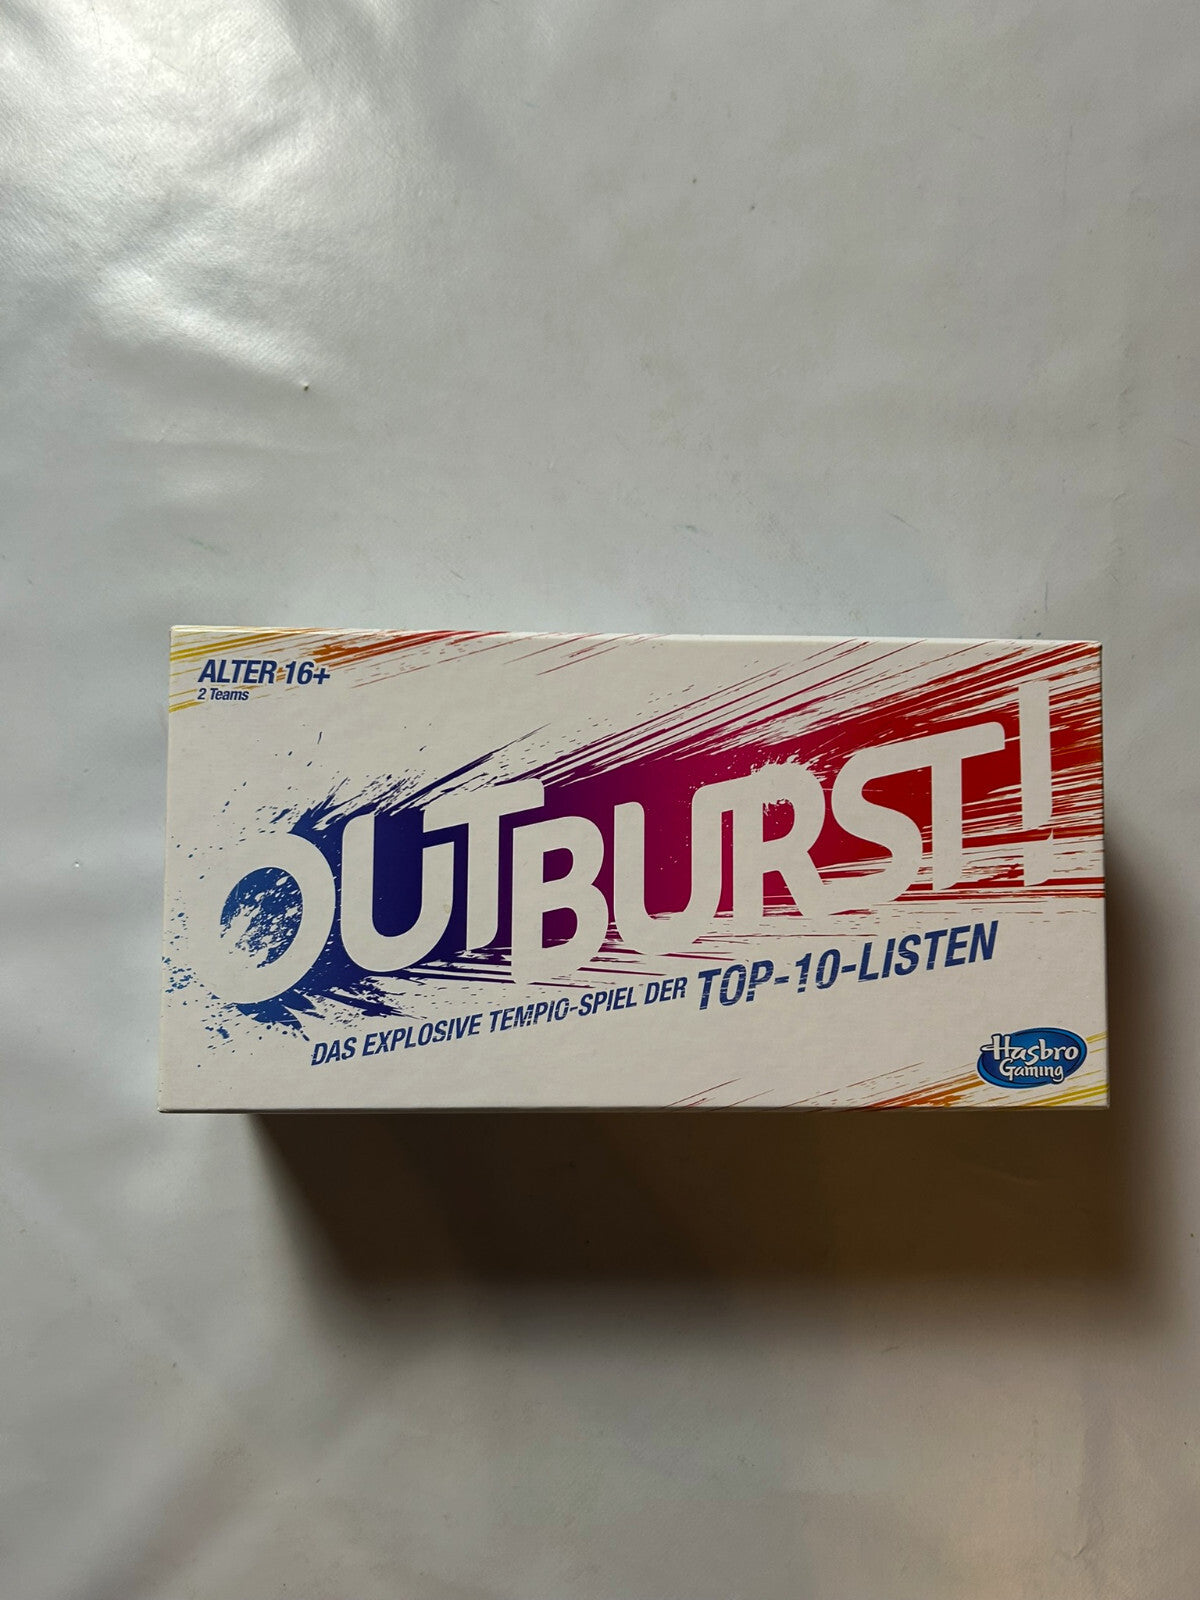 ALTER 16+
2 Teams
OUTBURST!
DAS EXPLOSIVE TEMPIO-SPIEL DER TOP-10-LISTEN
Hasbro
Gaming